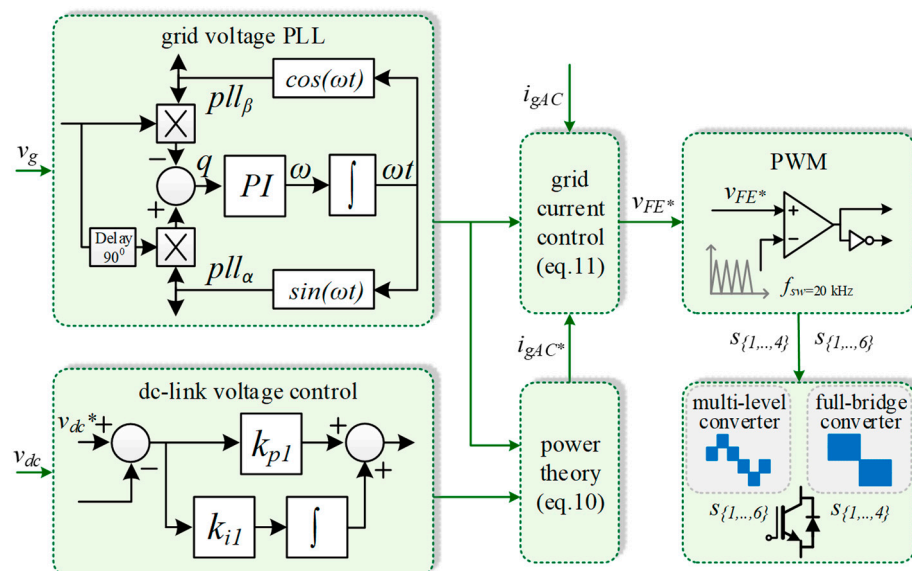 grid voltage PLL
cos(ωt)
pll_β
v_g
X
−
q
PI
ω
∫
ωt
+
Delay
90⁰
X
pll_α
sin(ωt)
dc-link voltage control
v_dc*
+
−
v_dc
k_p1
+
+
k_i1
∫
i_gAC
grid
current
control
(eq.11)
v_FE*
i_gAC*
power
theory
(eq.10)
PWM
v_FE*
+
−
f_sw=20 kHz
s_{1,..,4} s_{1,..,6}
multi-level
converter
full-bridge
converter
s_{1,..,6} s_{1,..,4}